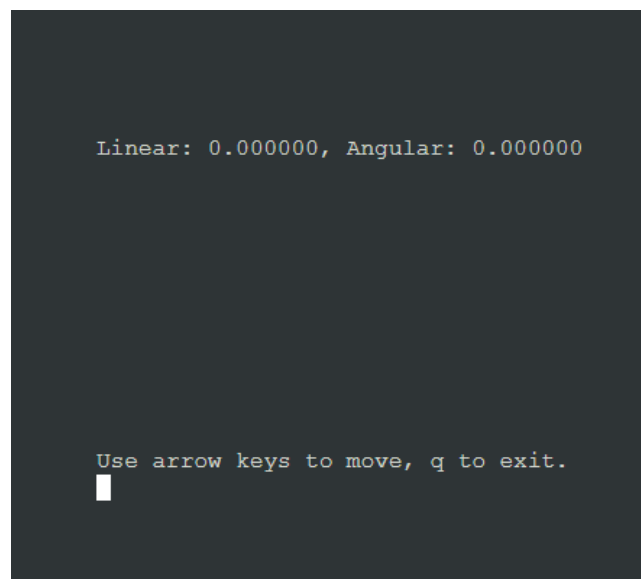 Linear: 0.000000, Angular: 0.000000
Use arrow keys to move, q to exit.